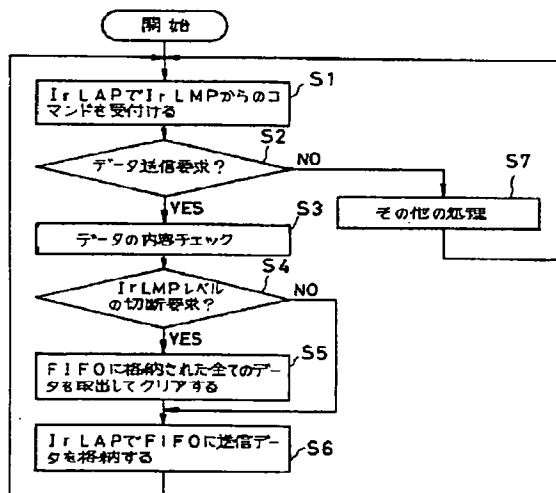 開始
S1
IrLAPでIrLMPからのコ
マンドを受付ける
S2
データ送信要求?
NO
YES
S7
その他の処理
S3
データの内容チェック
S4
IrLMPレベル
の切断要求?
NO
YES
S5
FIFOに格納された全てのデー
タを取出してクリアする
S6
IrLAPでFIFOに送信デー
タを格納する